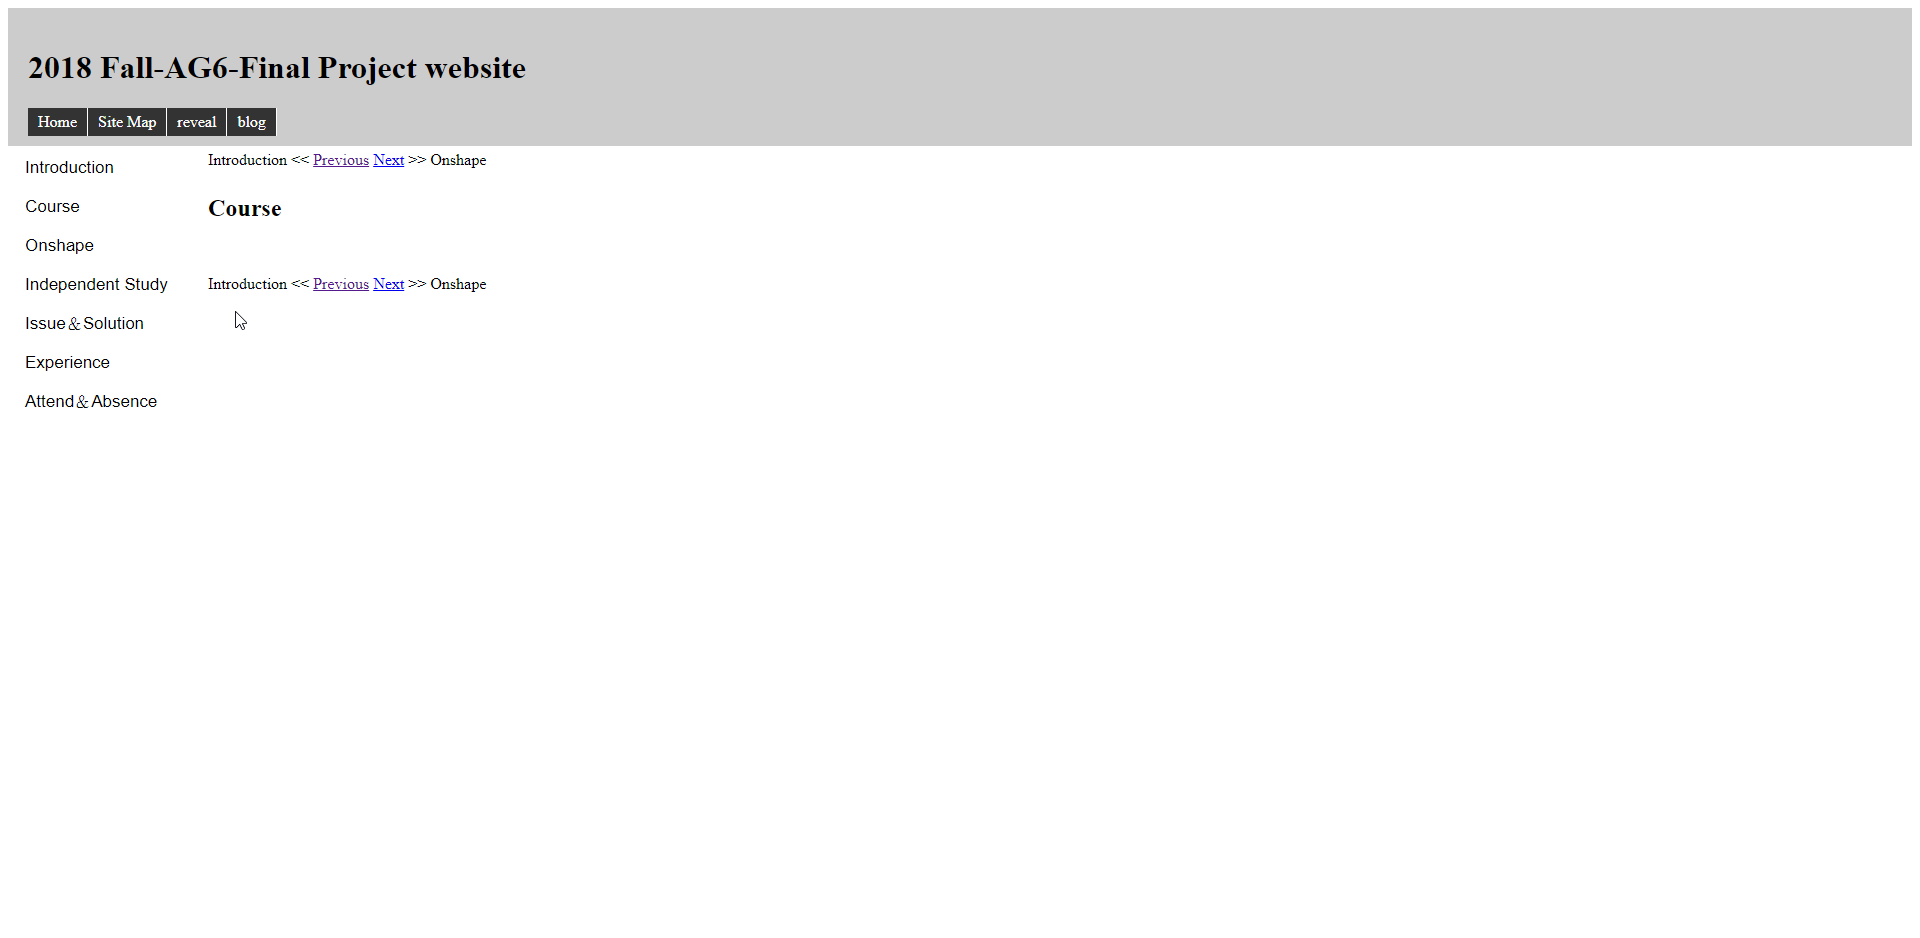 2018 Fall-AG6-Final Project website
Home Site Map reveal blog
Introduction
Course
Onshape
Independent Study
Issue＆Solution
Experience
Attend＆Absence
Introduction << Previous Next >> Onshape
Course
Introduction << Previous Next >> Onshape